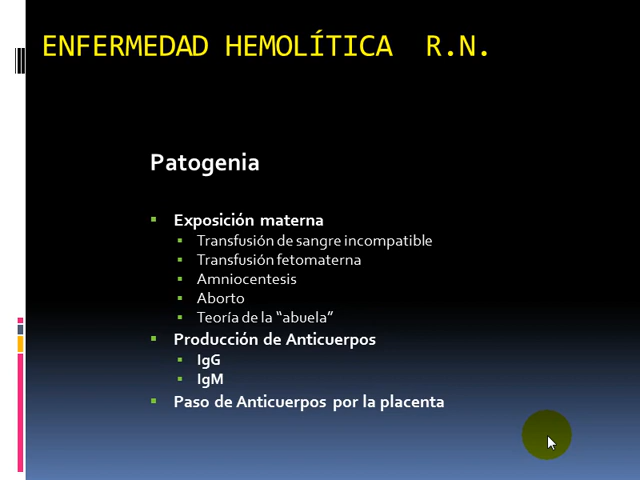 ENFERMEDAD HEMOLÍTICA R.N.
Patogenia
Exposición materna
Transfusión de sangre incompatible
Transfusión fetomaterna
Amniocentesis
Aborto
Teoría de la “abuela”
Producción de Anticuerpos
IgG
IgM
Paso de Anticuerpos por la placenta